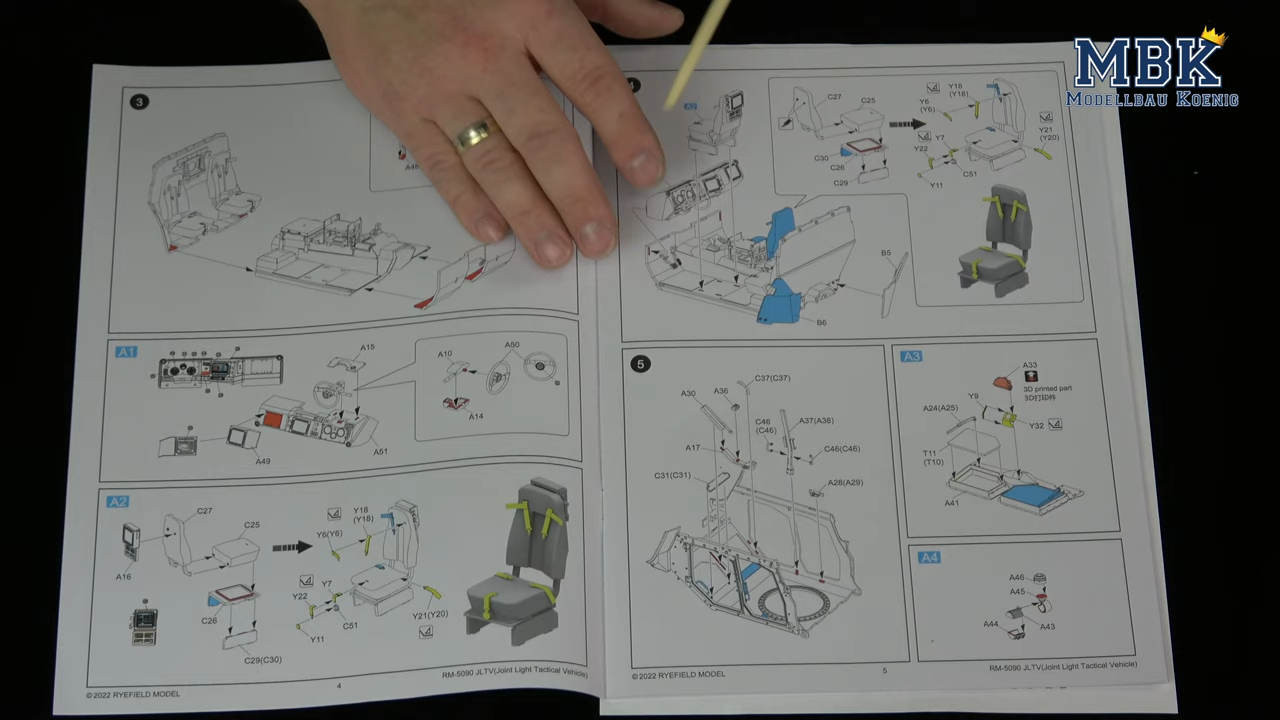 MBK
MODELLBAU KOENIG
3
A46
A1
A15
A10
A50
A14
A49
A51
A2
C27
C25
A16
C26
C29(C30)
Y18
(Y18)
Y6(Y6)
Y7
Y22
Y11
C51
Y21(Y20)
© 2022 RYEFIELD MODEL
4
RM-5090 JLTV(Joint Light Tactical Vehicle)
A2
C27
C25
C30
C26
C29
Y18
(Y18)
Y6
(Y6)
Y7
Y22
Y11
C51
Y21
(Y20)
B5
B6
5
C37(C37)
A36
A30
A37(A38)
C46
(C46)
A17
C46(C46)
C31(C31)
A28(A29)
A3
A33
3D printed part
3D打印件
Y9
A24(A25)
Y32
T11
(T10)
A41
A4
A46
A45
A44
A43
© 2022 RYEFIELD MODEL
5
RM-5090 JLTV(Joint Light Tactical Vehicle)